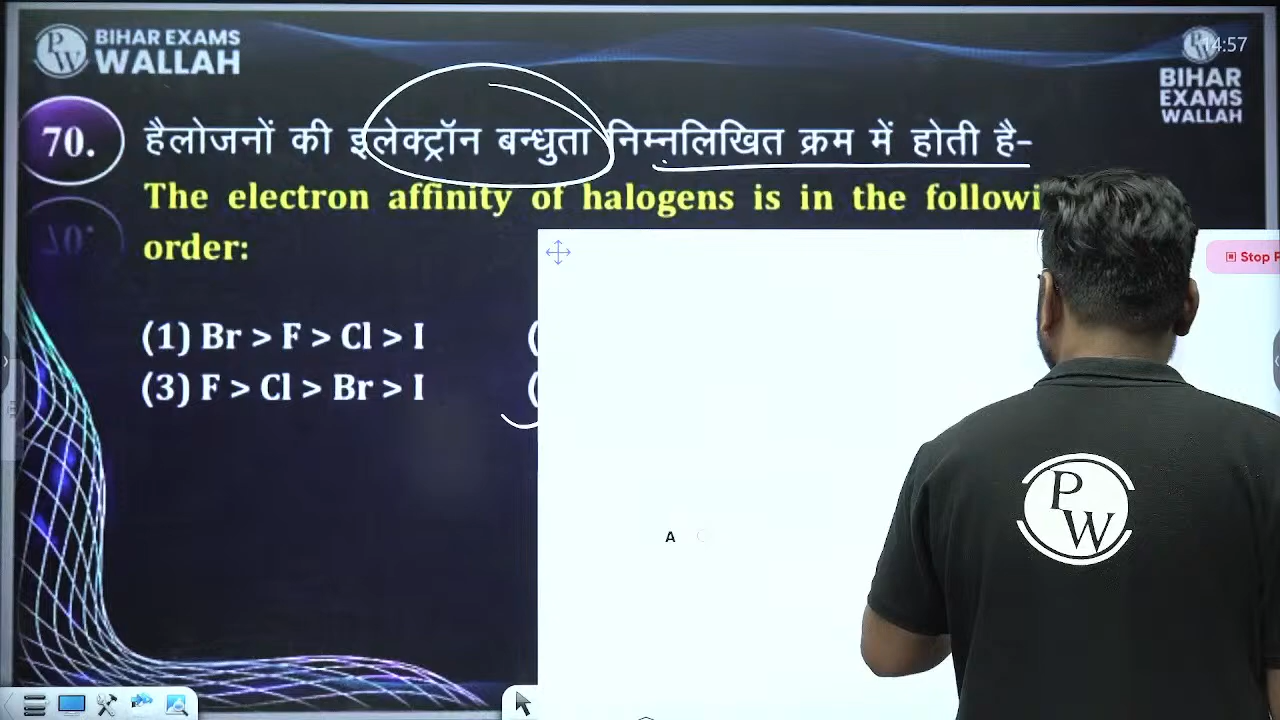 BIHAR EXAMS
WALLAH
14:57
BIHAR
EXAMS
WALLAH
70.
हैलोजनों की इलेक्ट्रॉन बन्धुता निम्नलिखित क्रम में होती है-
The electron affinity of halogens is in the
order:
Stop
(1) Br > F > Cl > I
(3) F > Cl > Br > I
A
PW